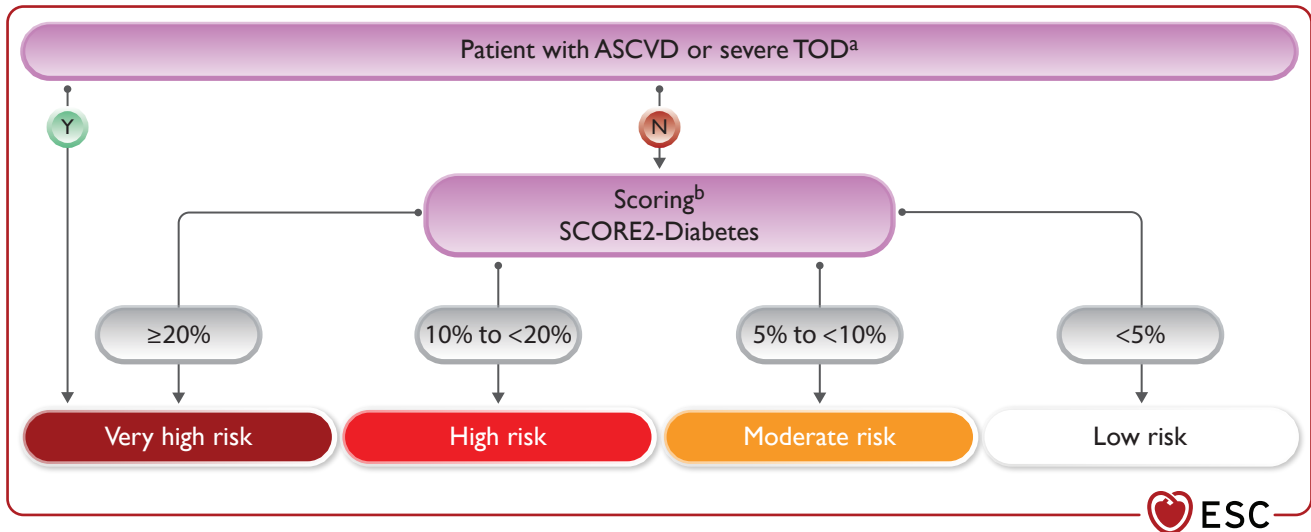 Patient with ASCVD or severe TODᵃ
Y
N
Scoringᵇ
SCORE2-Diabetes
≥20%
10% to <20%
5% to <10%
<5%
Very high risk
High risk
Moderate risk
Low risk
ESC